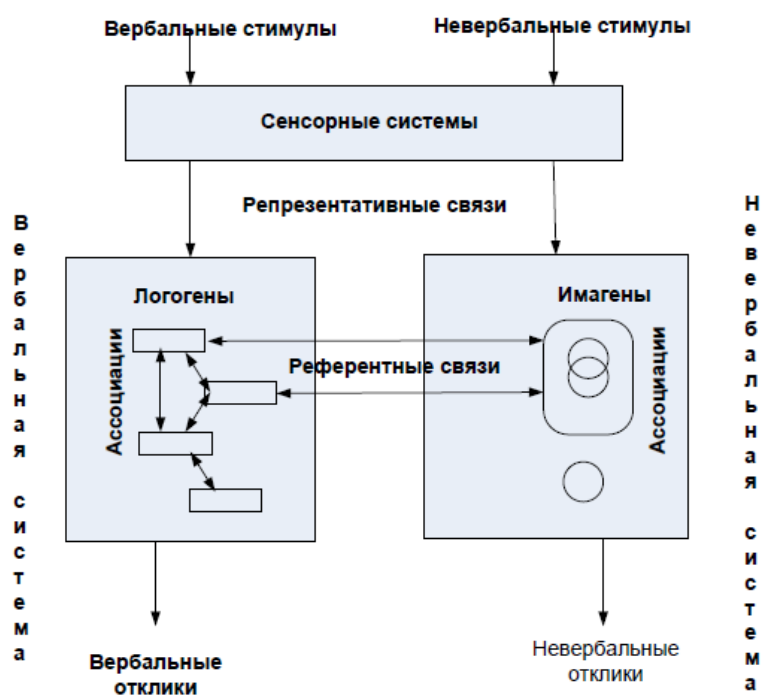 Вербальные стимулы
Невербальные стимулы
Сенсорные системы
Репрезентативные связи
Вербальная система
Невербальная система
Логогены
Имагены
Ассоциации
Референтные связи
Ассоциации
Вербальные
отклики
Невербальные
отклики